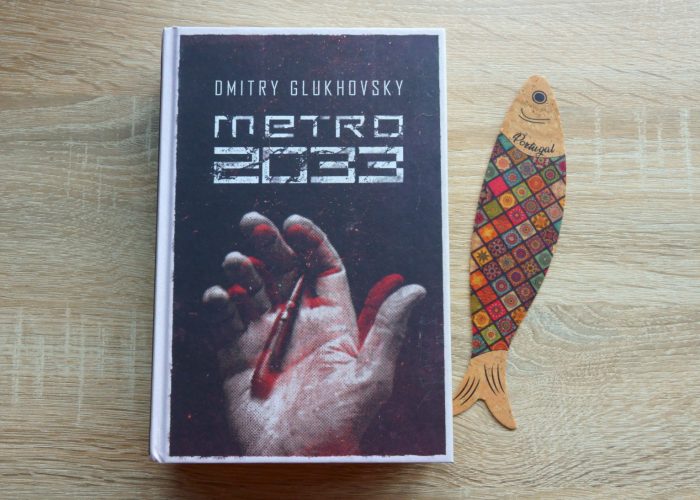 DMITRY GLUKHOVSKY
METRO
2033
Portugal